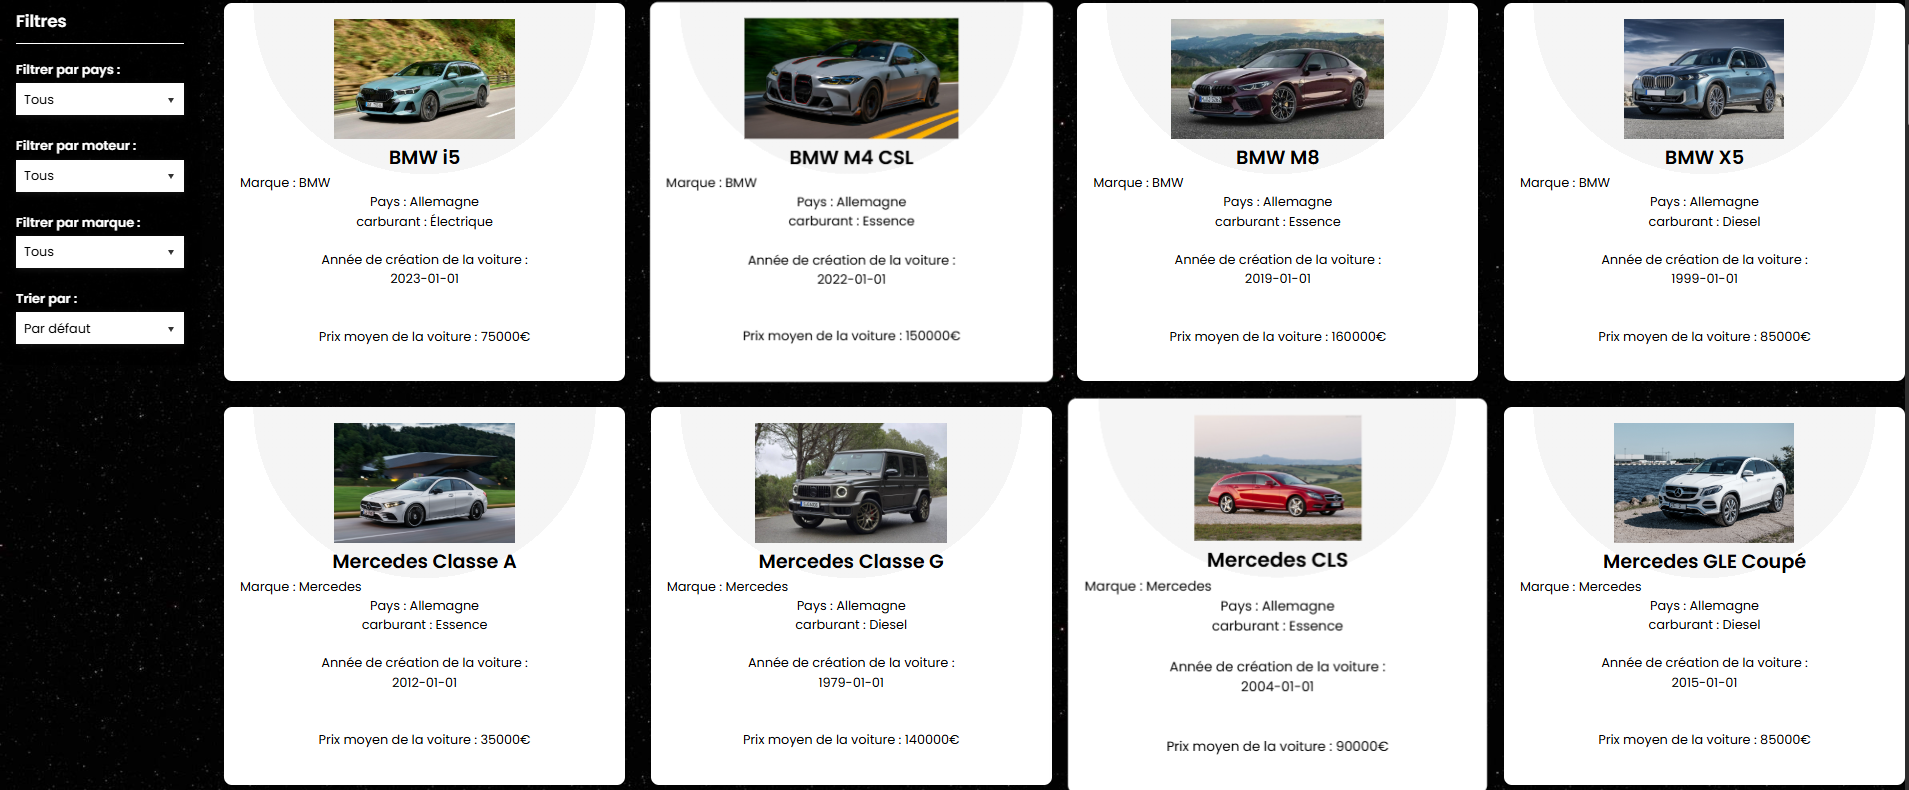 Filtres
Filtrer par pays :
Tous
Filtrer par moteur :
Tous
Filtrer par marque :
Tous
Trier par :
Par défaut
BMW i5
Marque : BMW
Pays : Allemagne
carburant : Électrique
Année de création de la voiture :
2023-01-01
Prix moyen de la voiture : 75000€
BMW M4 CSL
Marque : BMW
Pays : Allemagne
carburant : Essence
Année de création de la voiture :
2022-01-01
Prix moyen de la voiture : 150000€
BMW M8
Marque : BMW
Pays : Allemagne
carburant : Essence
Année de création de la voiture :
2019-01-01
Prix moyen de la voiture : 160000€
BMW X5
Marque : BMW
Pays : Allemagne
carburant : Diesel
Année de création de la voiture :
1999-01-01
Prix moyen de la voiture : 85000€
Mercedes Classe A
Marque : Mercedes
Pays : Allemagne
carburant : Essence
Année de création de la voiture :
2012-01-01
Prix moyen de la voiture : 35000€
Mercedes Classe G
Marque : Mercedes
Pays : Allemagne
carburant : Diesel
Année de création de la voiture :
1979-01-01
Prix moyen de la voiture : 140000€
Mercedes CLS
Marque : Mercedes
Pays : Allemagne
carburant : Essence
Année de création de la voiture :
2004-01-01
Prix moyen de la voiture : 90000€
Mercedes GLE Coupé
Marque : Mercedes
Pays : Allemagne
carburant : Diesel
Année de création de la voiture :
2015-01-01
Prix moyen de la voiture : 85000€